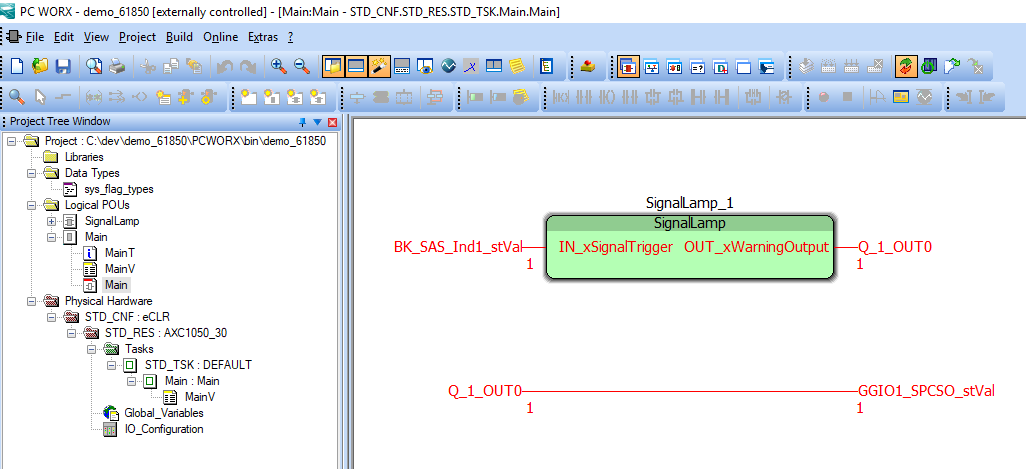 PC WORX - demo_61850 [externally controlled] - [Main:Main - STD_CNF.STD_RES.STD_TSK.Main.Main]
File Edit View Project Build Online Extras ?
Project Tree Window
Project : C:\dev\demo_61850\PCWORX\bin\demo_61850
Libraries
Data Types
sys_flag_types
Logical POUs
SignalLamp
Main
MainT
MainV
Main
Physical Hardware
STD_CNF : eCLR
STD_RES : AXC1050_30
Tasks
STD_TSK : DEFAULT
Main : Main
MainV
Global_Variables
IO_Configuration
SignalLamp_1
SignalLamp
BK_SAS_Ind1_stVal IN_xSignalTrigger OUT_xWarningOutput Q_1_OUT0
1 1
Q_1_OUT0 GGIO1_SPCSO_stVal
1 1